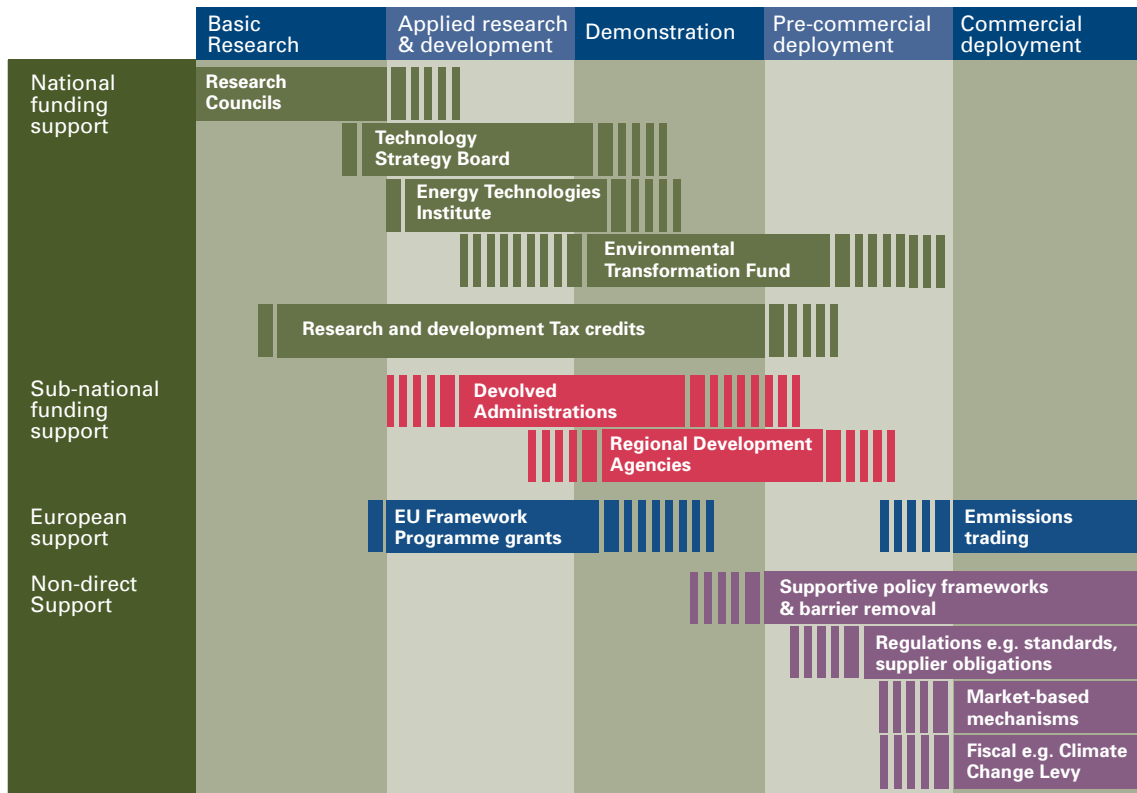 Basic
Research
Applied research
& development
Demonstration
Pre-commercial
deployment
Commercial
deployment
National
funding
support
Research
Councils
Technology
Strategy Board
Energy Technologies
Institute
Environmental
Transformation Fund
Research and development Tax credits
Sub-national
funding
support
Devolved
Administrations
Regional Development
Agencies
European
support
EU Framework
Programme grants
Emmissions
trading
Non-direct
Support
Supportive policy frameworks
& barrier removal
Regulations e.g. standards,
supplier obligations
Market-based
mechanisms
Fiscal e.g. Climate
Change Levy